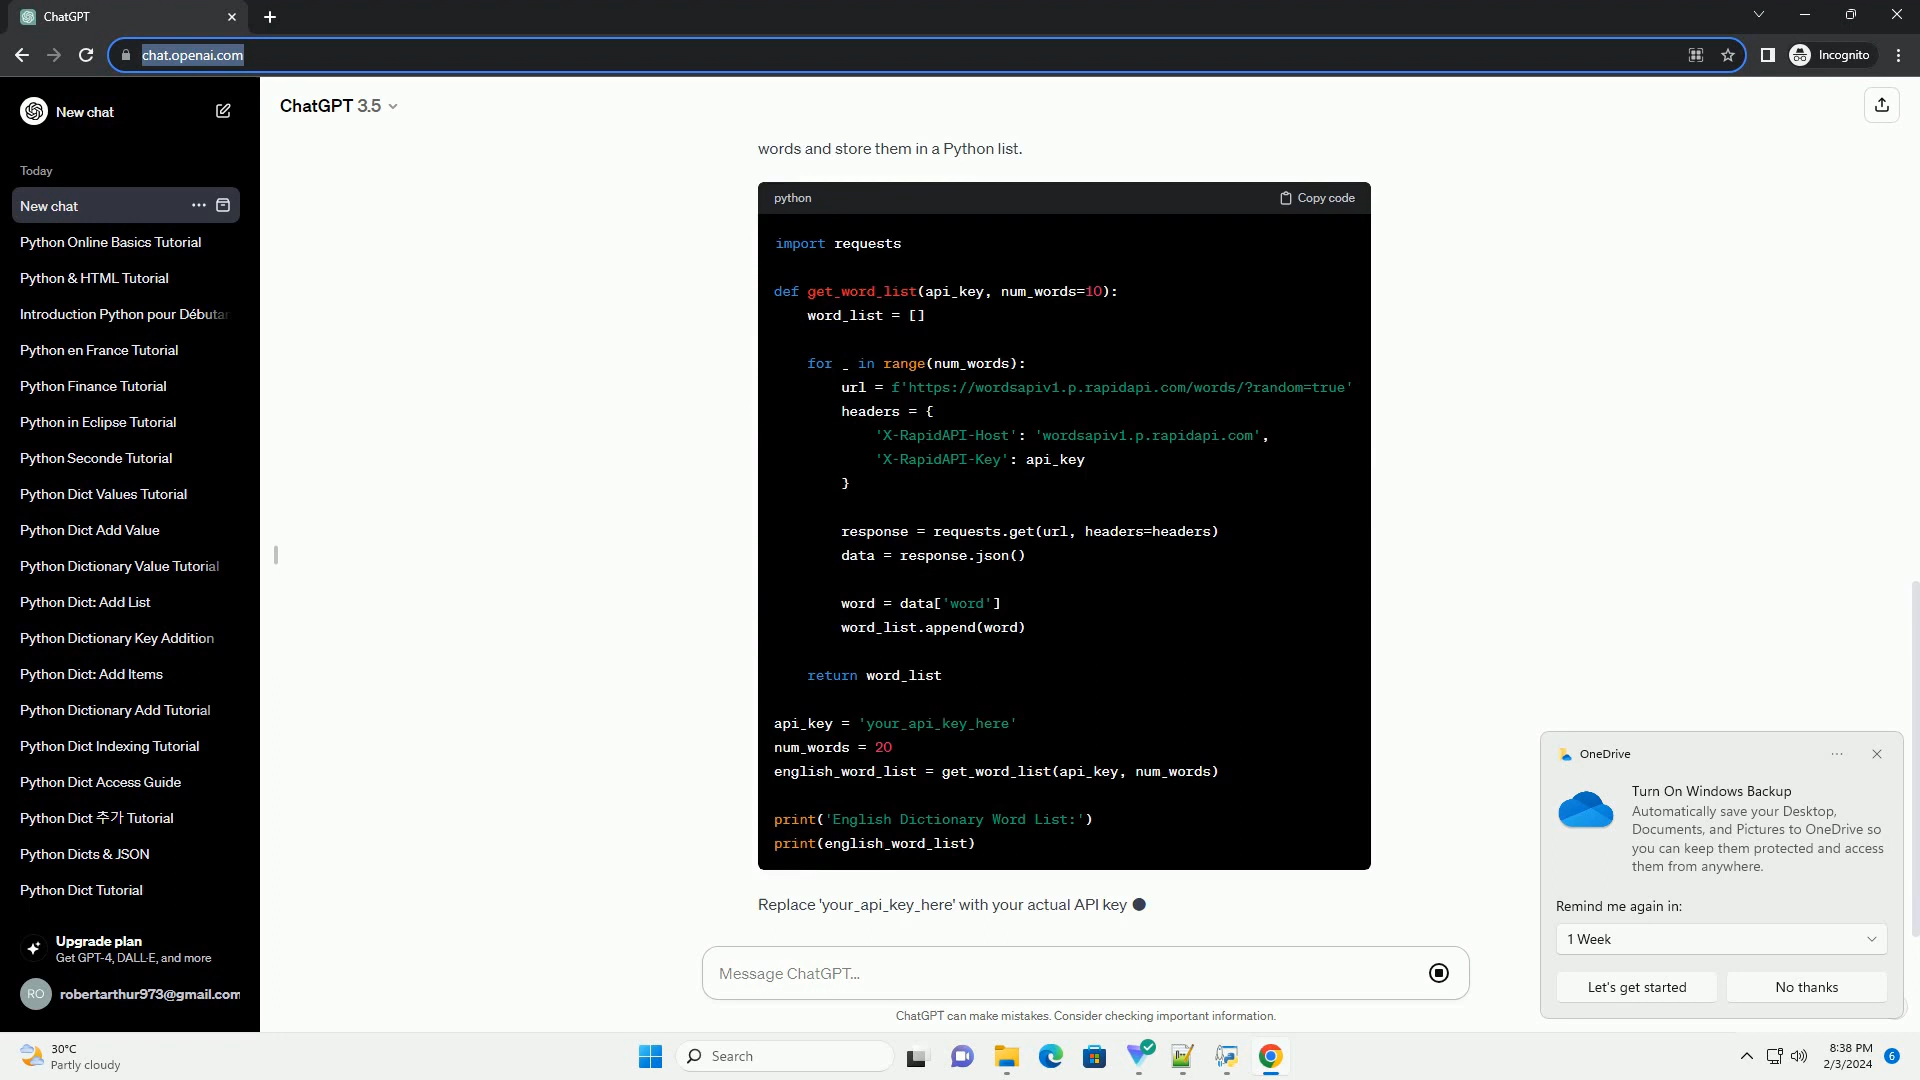 ChatGPT
chat.openai.com
Incognito
New chat
Today
New chat
Python Online Basics Tutorial
Python & HTML Tutorial
Introduction Python pour Débutan
Python en France Tutorial
Python Finance Tutorial
Python in Eclipse Tutorial
Python Seconde Tutorial
Python Dict Values Tutorial
Python Dict Add Value
Python Dictionary Value Tutorial
Python Dict: Add List
Python Dictionary Key Addition
Python Dict: Add Items
Python Dictionary Add Tutorial
Python Dict Indexing Tutorial
Python Dict Access Guide
Python Dict 추가 Tutorial
Python Dicts & JSON
Python Dict Tutorial
Upgrade plan
Get GPT-4, DALL·E, and more
RO
robertarthur973@gmail.com
ChatGPT 3.5
words and store them in a Python list.
python
Copy code
import requests
def get_word_list(api_key, num_words=10):
word_list = []
for _ in range(num_words):
url = f'https://wordsapiv1.p.rapidapi.com/words/?random=true'
headers = {
'X-RapidAPI-Host': 'wordsapiv1.p.rapidapi.com',
'X-RapidAPI-Key': api_key
}
response = requests.get(url, headers=headers)
data = response.json()
word = data['word']
word_list.append(word)
return word_list
api_key = 'your_api_key_here'
num_words = 20
english_word_list = get_word_list(api_key, num_words)
print('English Dictionary Word List:')
print(english_word_list)
Replace 'your_api_key_here' with your actual API key
Message ChatGPT...
ChatGPT can make mistakes. Consider checking important information.
OneDrive
Turn On Windows Backup
Automatically save your Desktop,
Documents, and Pictures to OneDrive so
you can keep them protected and access
them from anywhere.
Remind me again in:
1 Week
Let's get started
No thanks
30°C
Partly cloudy
Search
8:38 PM
2/3/2024
6